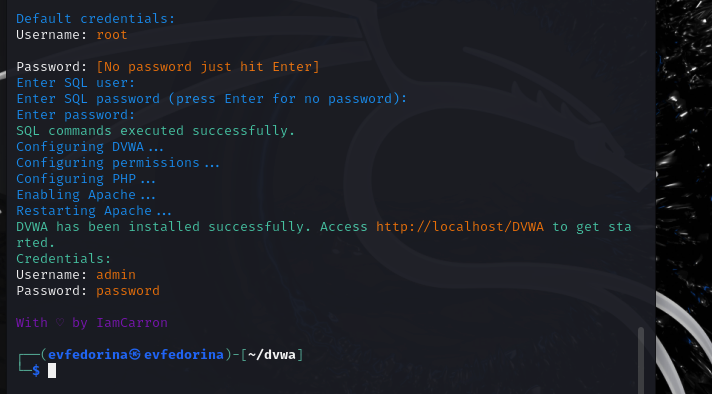 Default credentials:
Username: root
Password: [No password just hit Enter]
Enter SQL user:
Enter SQL password (press Enter for no password):
Enter password:
SQL commands executed successfully.
Configuring DVWA...
Configuring permissions...
Configuring PHP...
Enabling Apache...
Restarting Apache...
DVWA has been installed successfully. Access http://localhost/DVWA to get sta
rted.
Credentials:
Username: admin
Password: password
With ♡ by IamCarron
┌──(evfedorina㉿evfedorina)-[~/dvwa]
└─$